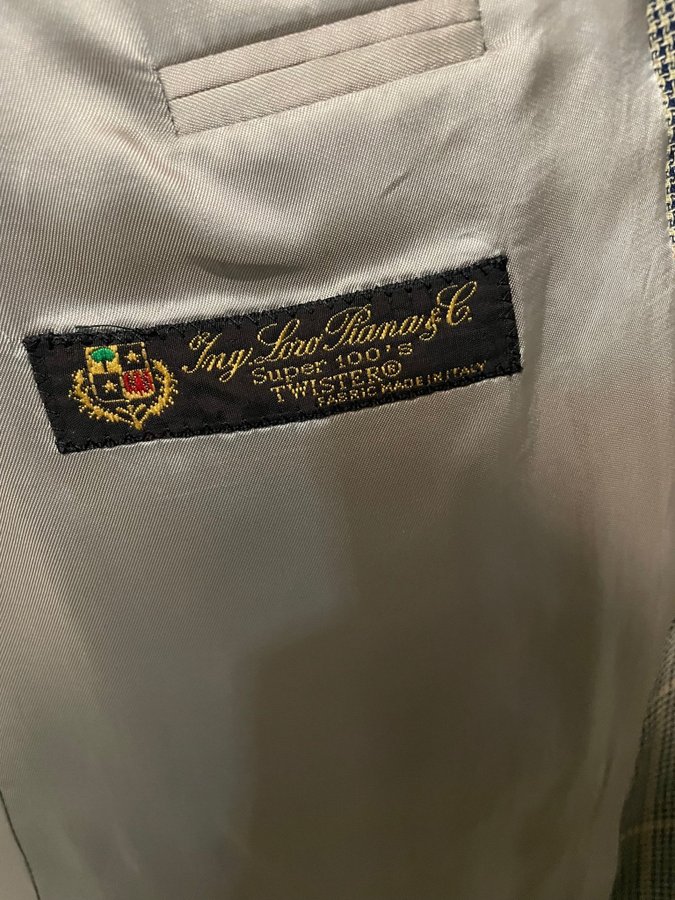 Ing. Loro Piana & C.
Super 100's
TWISTER®
FABRIC MADE IN ITALY